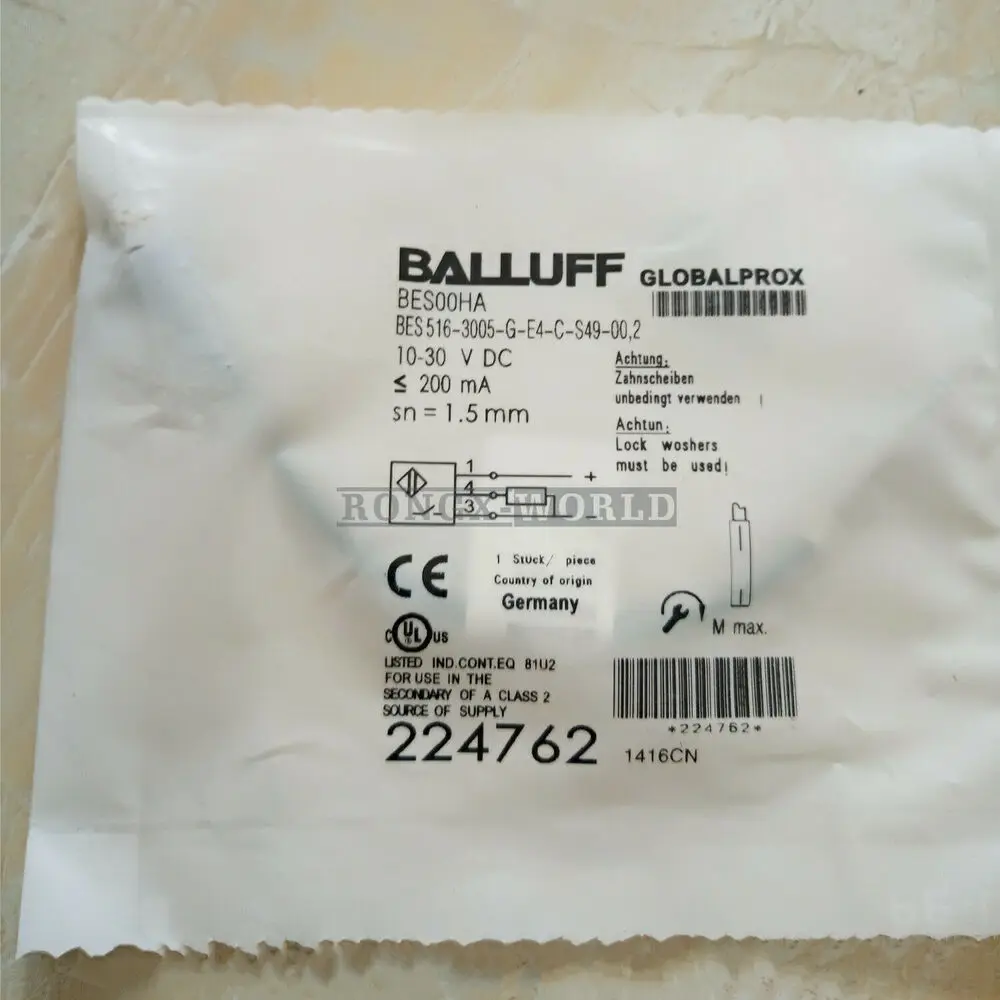 BALLUFF GLOBALPROX
BES00HA
BES 516-3005-G-E4-C-S49-00,2
10-30 V DC
≤ 200 mA
sn = 1.5 mm
Achtung:
Zahnscheiben
unbedingt verwenden !
Achtun:
Lock woshers
must be used!
1
+
4
3
-
RONGX-WORLD
CE
1 Stück/ piece
Country of origin
Germany
M max.
C UL US
LISTED IND.CONT.EQ 81U2
FOR USE IN THE
SECONDARY OF A CLASS 2
SOURCE OF SUPPLY
224762
*224762*
1416CN